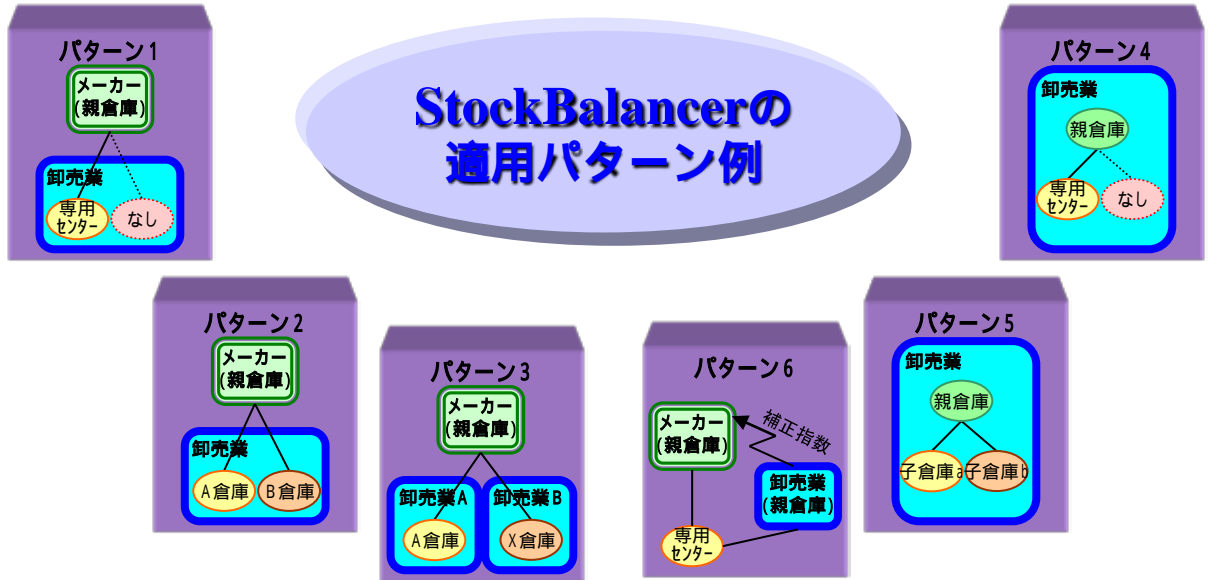 StockBalancerの
適用パターン例
パターン1
メーカー
(親倉庫)
卸売業
専用
センター
なし
パターン2
メーカー
(親倉庫)
卸売業
A倉庫
B倉庫
パターン3
メーカー
(親倉庫)
卸売業A
卸売業B
A倉庫
X倉庫
パターン4
卸売業
親倉庫
専用
センター
なし
パターン5
卸売業
親倉庫
子倉庫a
子倉庫b
パターン6
メーカー
(親倉庫)
補正指数
卸売業
(親倉庫)
専用
センター